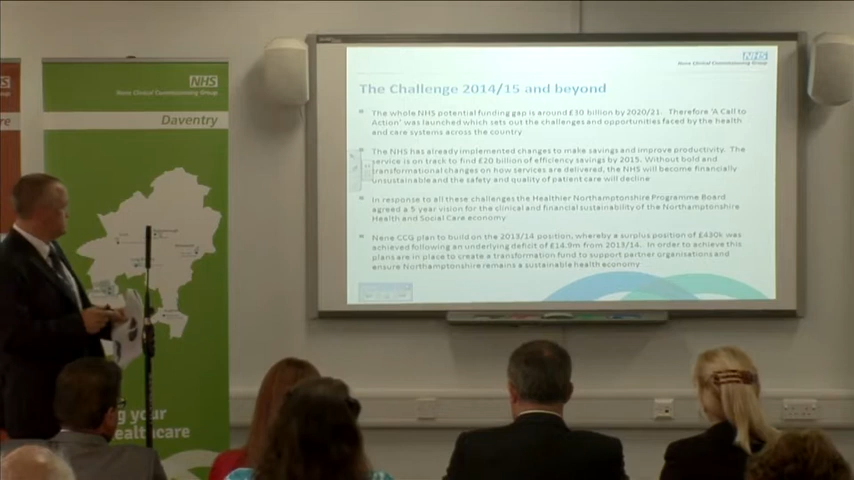 NHS
Nene Clinical Commissioning Group
Daventry
NHS
Nene Clinical Commissioning Group
The Challenge 2014/15 and beyond
The whole NHS potential funding gap is around £30 billion by 2020/21. Therefore 'A Call to
Action' was launched which sets out the challenges and opportunities faced by the health
and care systems across the country
The NHS has already implemented changes to make savings and improve productivity. The
service is on track to find £20 billion of efficiency savings by 2015. Without bold and
transformational changes on how services are delivered, the NHS will become financially
unsustainable and the safety and quality of patient care will decline
In response to all these challenges the Healthier Northamptonshire Programme Board
agreed a 5 year vision for the clinical and financial sustainability of the Northamptonshire
Health and Social Care economy
Nene CCG plan to build on the 2013/14 position, whereby a surplus position of £430k was
achieved following an underlying deficit of £14.9m from 2013/14. In order to achieve this
plans are in place to create a transformation fund to support partner organisations and
ensure Northamptonshire remains a sustainable health economy
g your
ealthcare